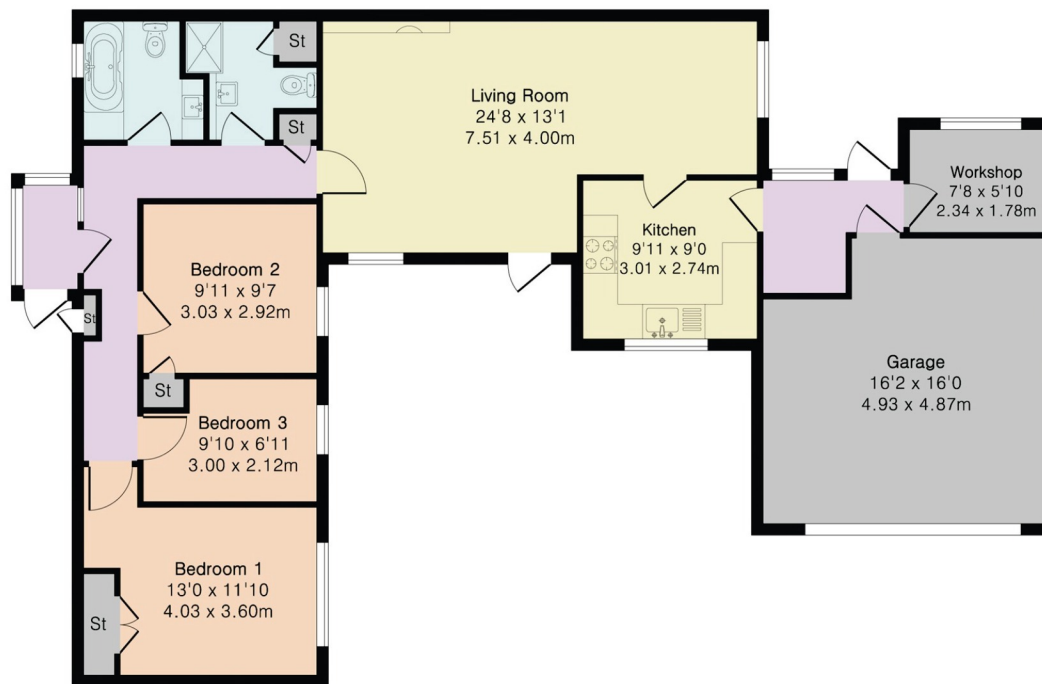 St
Living Room
24'8 x 13'1
7.51 x 4.00m
St
Workshop
7'8 x 5'10
2.34 x 1.78m
Kitchen
9'11 x 9'0
3.01 x 2.74m
Bedroom 2
9'11 x 9'7
3.03 x 2.92m
St
Garage
16'2 x 16'0
4.93 x 4.87m
St
Bedroom 3
9'10 x 6'11
3.00 x 2.12m
Bedroom 1
13'0 x 11'10
4.03 x 3.60m
St